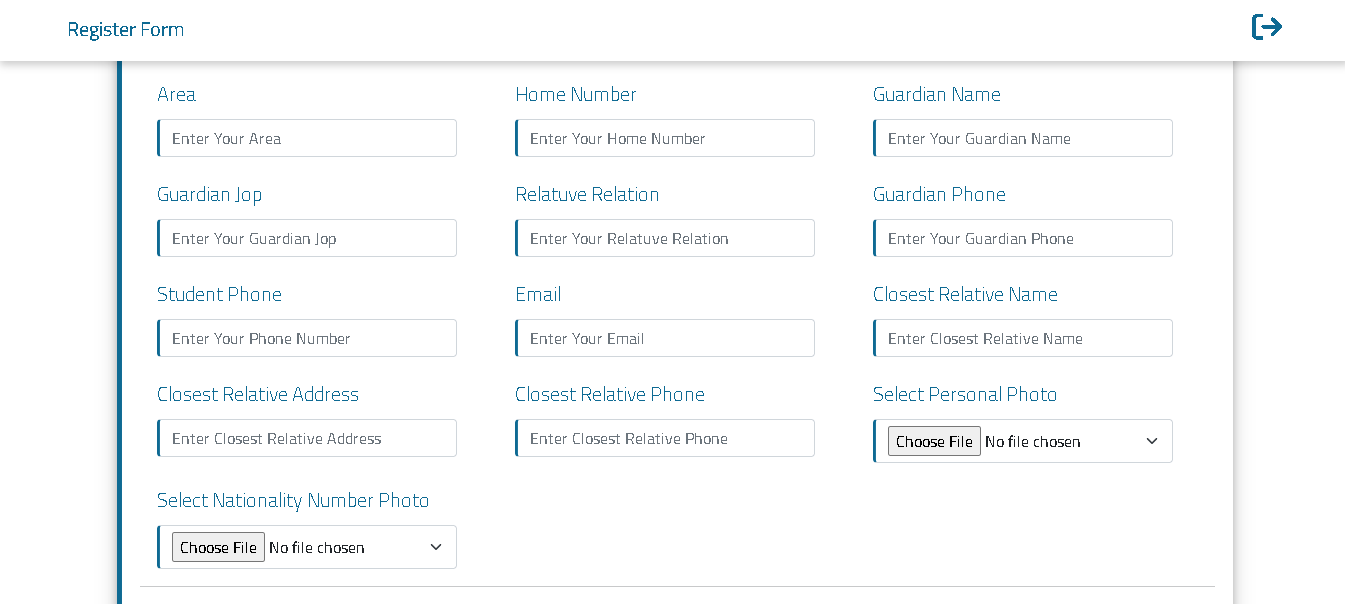 Register Form
Area
Home Number
Guardian Name
Enter Your Area
Enter Your Home Number
Enter Your Guardian Name
Guardian Jop
Relatuve Relation
Guardian Phone
Enter Your Guardian Jop
Enter Your Relatuve Relation
Enter Your Guardian Phone
Student Phone
Email
Closest Relative Name
Enter Your Phone Number
Enter Your Email
Enter Closest Relative Name
Closest Relative Address
Closest Relative Phone
Select Personal Photo
Enter Closest Relative Address
Enter Closest Relative Phone
Choose File No file chosen
Select Nationality Number Photo
Choose File No file chosen